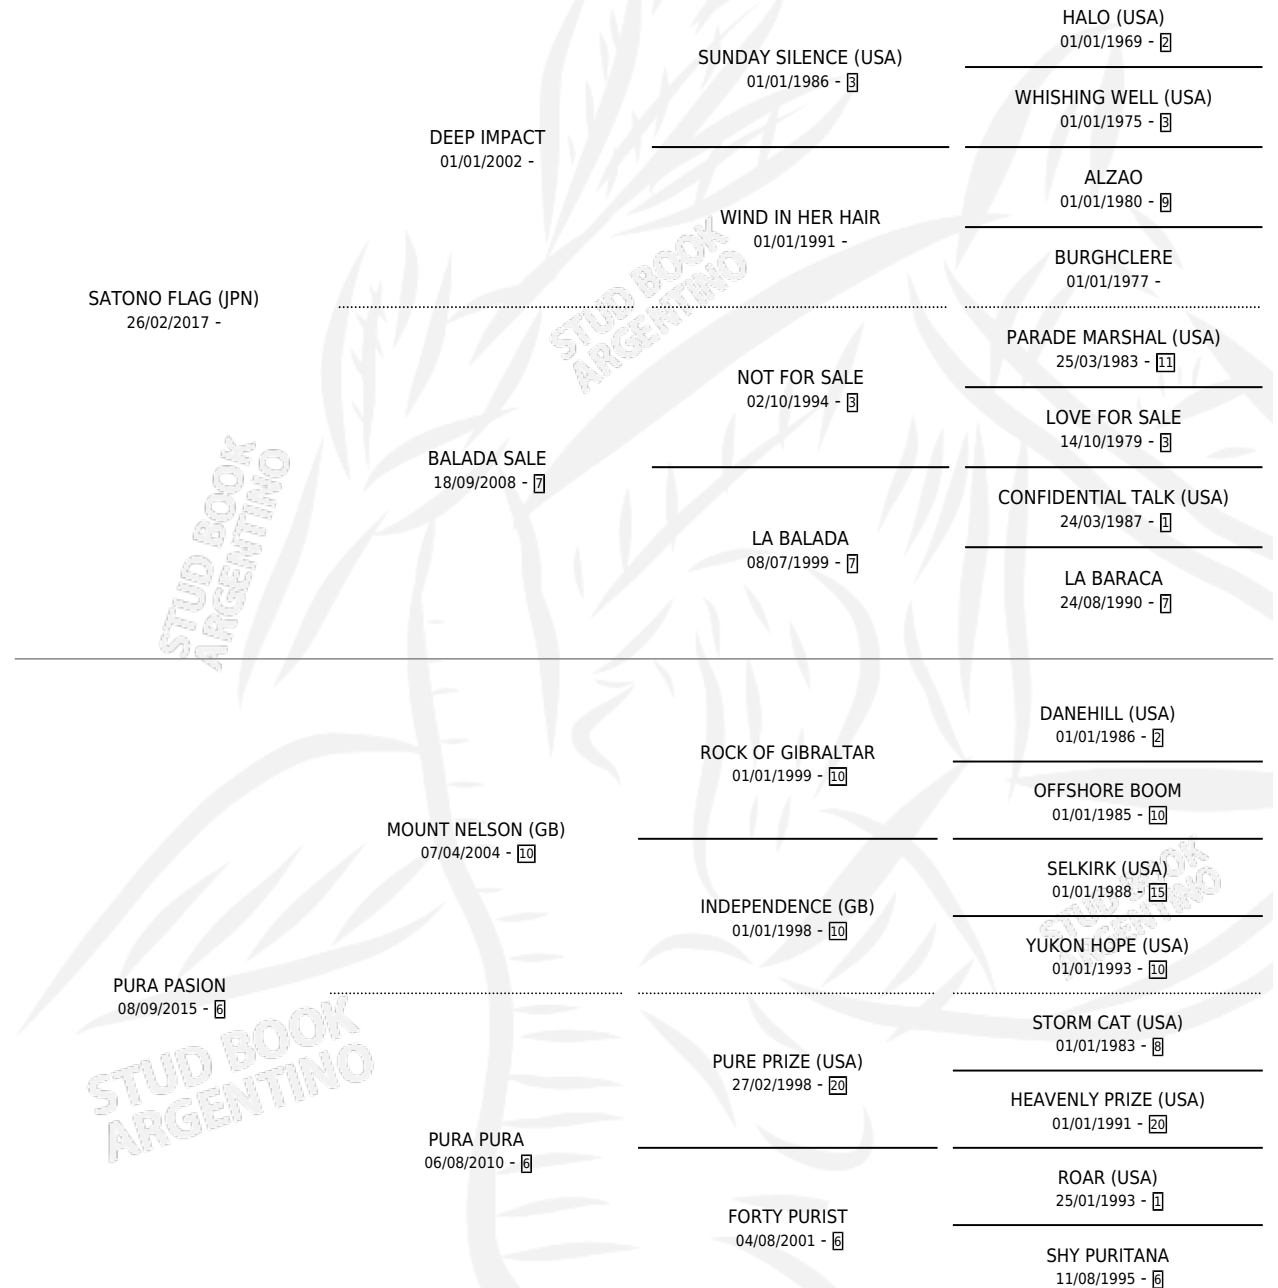 HALO (USA)
01/01/1969 - 2
SUNDAY SILENCE (USA)
01/01/1986 - 3
WHISHING WELL (USA)
01/01/1975 - 3
DEEP IMPACT
01/01/2002 -
ALZAO
01/01/1980 - 9
WIND IN HER HAIR
01/01/1991 -
BURGHCLERE
01/01/1977 -
SATONO FLAG (JPN)
26/02/2017 -
STUD BOOK
ARGENTINO
PARADE MARSHAL (USA)
25/03/1983 - 11
NOT FOR SALE
02/10/1994 - 3
LOVE FOR SALE
14/10/1979 - 3
BALADA SALE
18/09/2008 - 7
CONFIDENTIAL TALK (USA)
24/03/1987 - 1
LA BALADA
08/07/1999 - 7
LA BARACA
24/08/1990 - 7
STUD BOOK
ARGENTINO
DANEHILL (USA)
01/01/1986 - 2
ROCK OF GIBRALTAR
01/01/1999 - 10
OFFSHORE BOOM
01/01/1985 - 10
MOUNT NELSON (GB)
07/04/2004 - 10
SELKIRK (USA)
01/01/1988 - 15
INDEPENDENCE (GB)
01/01/1998 - 10
STUD BOOK
ARGENTINO
YUKON HOPE (USA)
01/01/1993 - 10
PURA PASION
08/09/2015 - 6
STORM CAT (USA)
01/01/1983 - 8
STUD BOOK
ARGENTINO
PURE PRIZE (USA)
27/02/1998 - 20
HEAVENLY PRIZE (USA)
01/01/1991 - 20
PURA PURA
06/08/2010 - 6
ROAR (USA)
25/01/1993 - 1
FORTY PURIST
04/08/2001 - 6
SHY PURITANA
11/08/1995 - 6